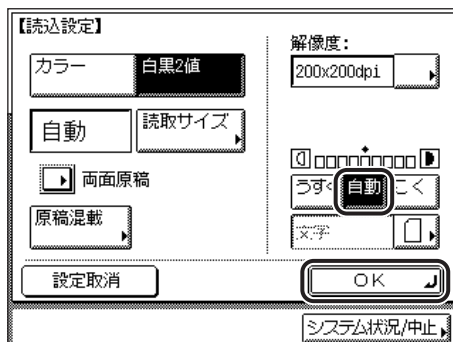 【読込設定】
カラー
白黒2値
自動
読取サイズ
両面原稿
原稿混載
解像度:
200x200dpi
うすく
自動
こく
文字
設定取消
OK
システム状況/中止